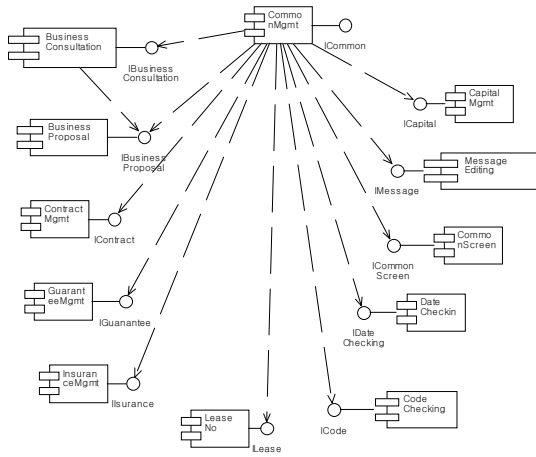 Commo
nMgmt
ICommon
Business
Consultation
IBusiness
Consultation
Capital
Mgmt
ICapital
Business
Proposal
IBusiness
Proposal
Message
Editing
IMessage
Contract
Mgmt
IContract
Commo
nScreen
ICommon
Screen
Guarant
eeMgmt
IGuanantee
Date
Checkin
IDate
Checking
Insuran
ceMgmt
IIsurance
Code
Checking
ICode
Lease
No
ILease